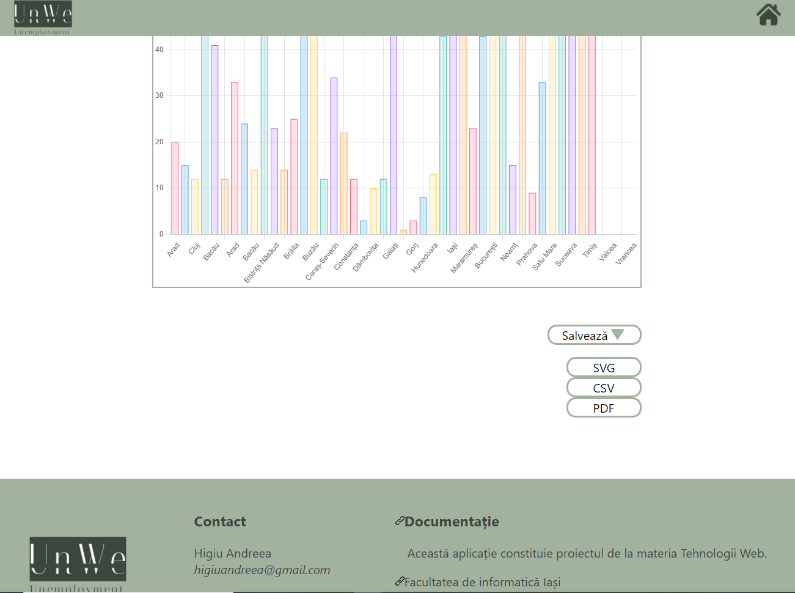 UnWe
Unemployment
40
30
20
10
0
Arad
Cluj
Bacău
Arad
Bacău
Bistrița Năsăud
Brăila
Buzău
Caraș-Severin
Constanța
Dâmbovița
Galați
Gorj
Hunedoara
Iași
Maramureș
București
Neamț
Prahova
Satu Mare
Suceava
Timiș
Vâlcea
Vrancea
Salvează
SVG
CSV
PDF
Contact
Documentație
UnWe
Unemployment
Higiu Andreea
higiuandreea@gmail.com
Această aplicație constituie proiectul de la materia Tehnologii Web.
Facultatea de informatică Iași